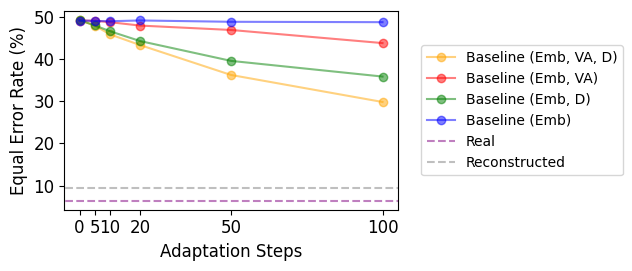 Equal Error Rate (%)
50
40
30
20
10
0 5 10 20 50 100
Adaptation Steps
Baseline (Emb, VA, D)
Baseline (Emb, VA)
Baseline (Emb, D)
Baseline (Emb)
Real
Reconstructed